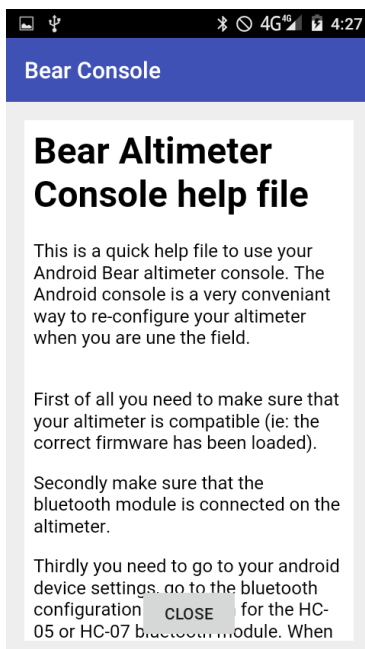 4G 4G 4:27
Bear Console
Bear Altimeter
Console help file
This is a quick help file to use your
Android Bear altimeter console. The
Android console is a very conveniant
way to re-configure your altimeter
when you are une the field.
First of all you need to make sure that
your altimeter is compatible (ie: the
correct firmware has been loaded).
Secondly make sure that the
bluetooth module is connected on the
altimeter.
Thirdly you need to go to your android
device settings, go to the bluetooth
configuration for the HC-
CLOSE
05 or HC-07 bluetooth module. When